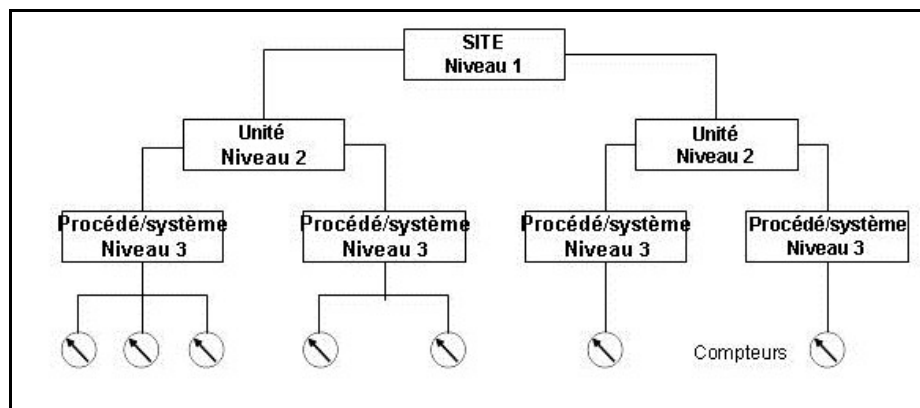 SITE
Niveau 1
Unité
Niveau 2
Unité
Niveau 2
Procédé/système
Niveau 3
Procédé/système
Niveau 3
Procédé/système
Niveau 3
Procédé/système
Niveau 3
Compteurs